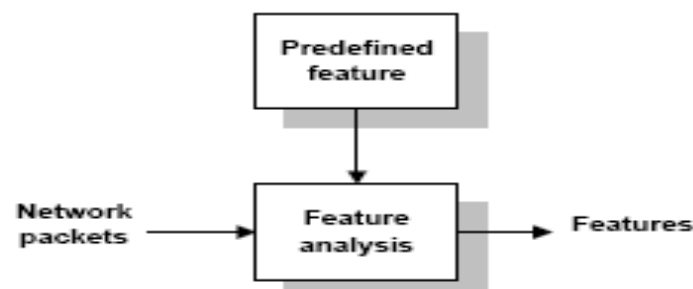 Predefined
feature
Network
packets
Feature
analysis
Features